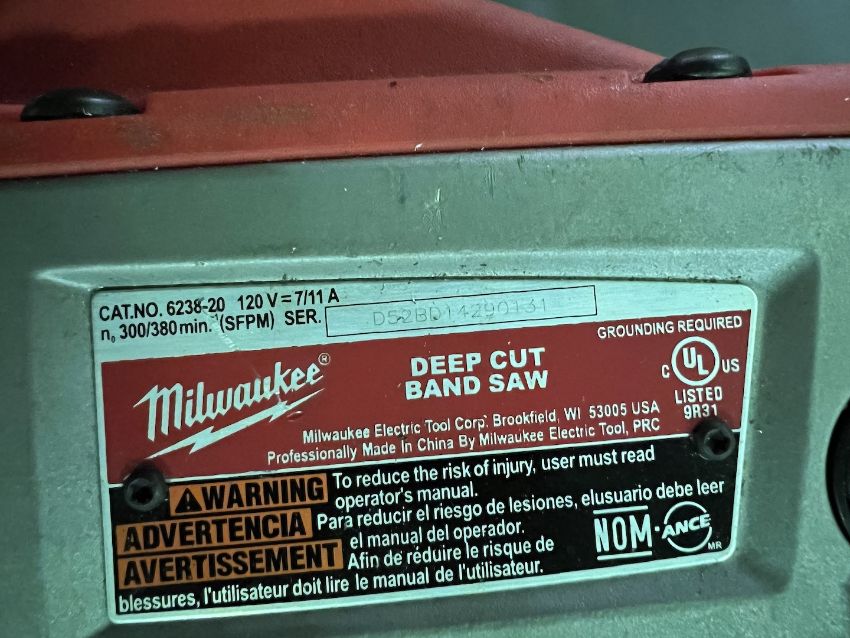 CAT.NO. 6238-20 120 V = 7/11 A
n₀ 300/380 min.⁻¹ (SFPM) SER. D52BD14290131
GROUNDING REQUIRED
Milwaukee®
DEEP CUT
BAND SAW
C UL US
LISTED
9R31
Milwaukee Electric Tool Corp. Brookfield, WI 53005 USA
Professionally Made In China By Milwaukee Electric Tool, PRC
WARNING To reduce the risk of injury, user must read
operator's manual.
ADVERTENCIA Para reducir el riesgo de lesiones, elusuario debe leer
el manual del operador.
AVERTISSEMENT Afin de réduire le risque de
blessures, l'utilisateur doit lire le manual de l'utilisateur.
NOM-ANCE MR